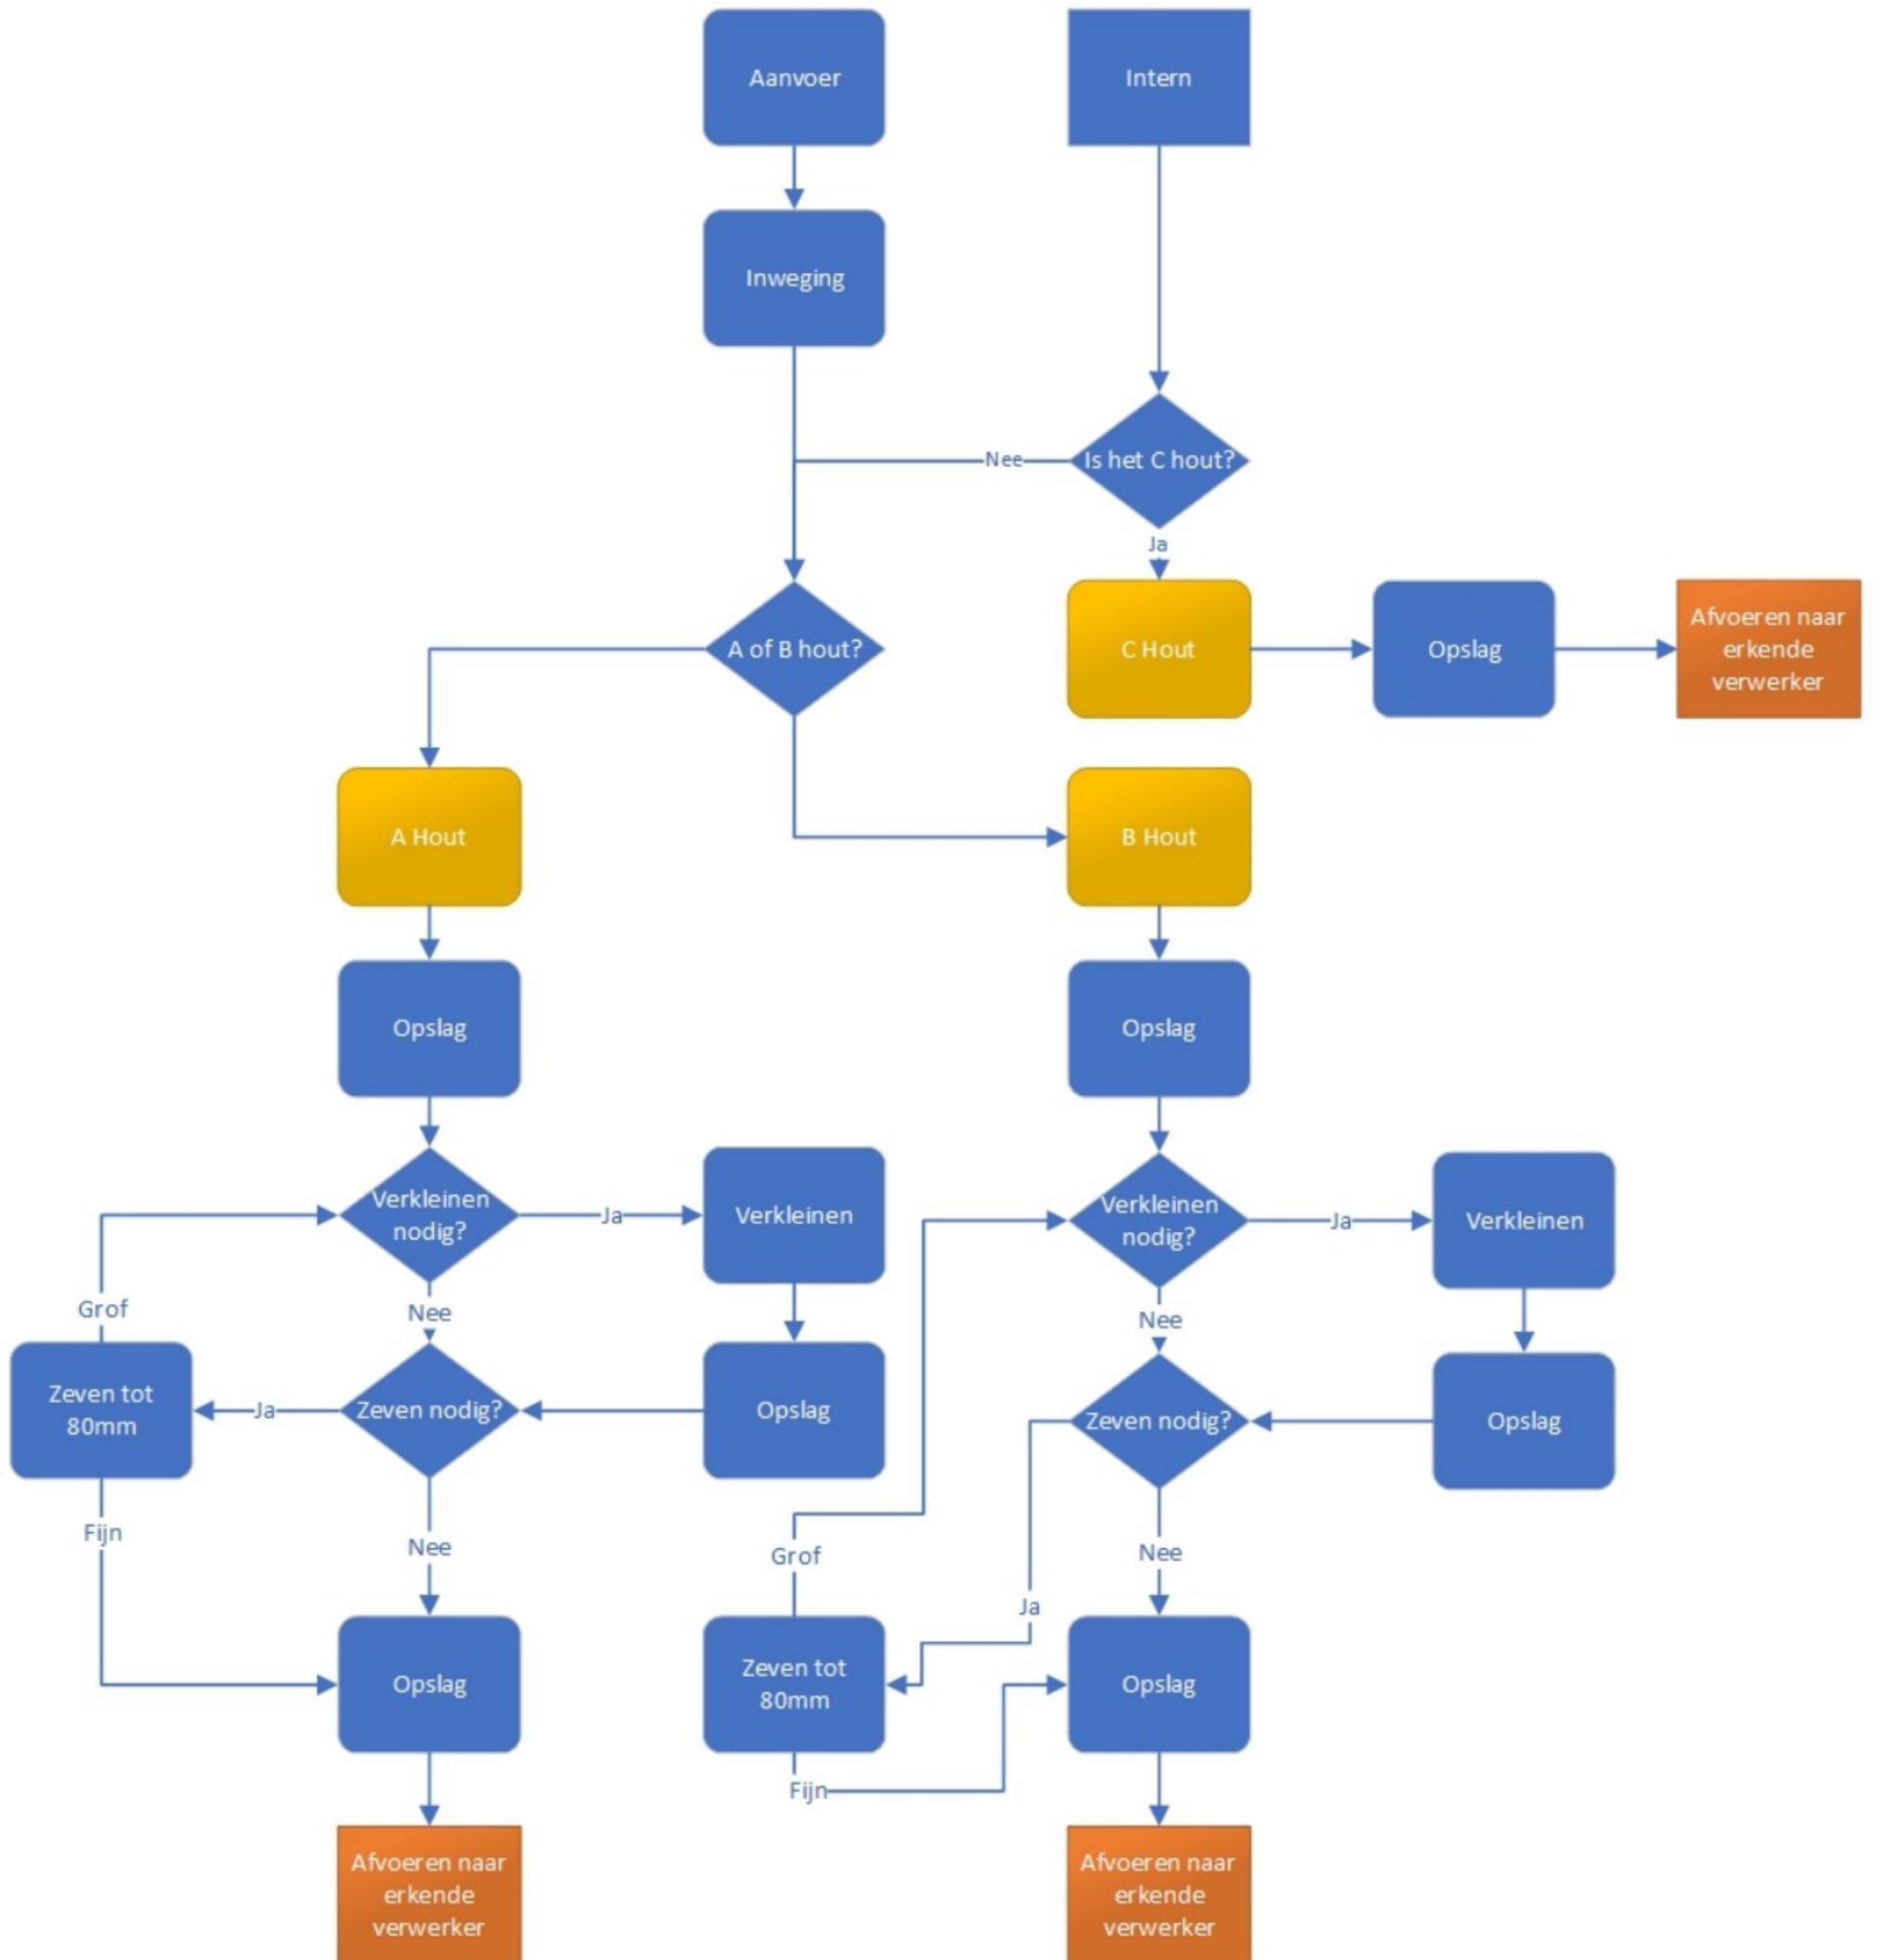 Aanvoer
Intern
Inweging
Is het C hout?
Nee
Ja
A of B hout?
C Hout
Opslag
Afvoeren naar
erkende
verwerker
A Hout
B Hout
Opslag
Opslag
Verkleinen
nodig?
Ja
Verkleinen
Verkleinen
nodig?
Ja
Verkleinen
Grof
Nee
Nee
Zeven tot
80mm
Ja
Zeven nodig?
Opslag
Zeven nodig?
Opslag
Fijn
Nee
Grof
Nee
Ja
Opslag
Zeven tot
80mm
Opslag
Fijn
Afvoeren naar
erkende
verwerker
Afvoeren naar
erkende
verwerker